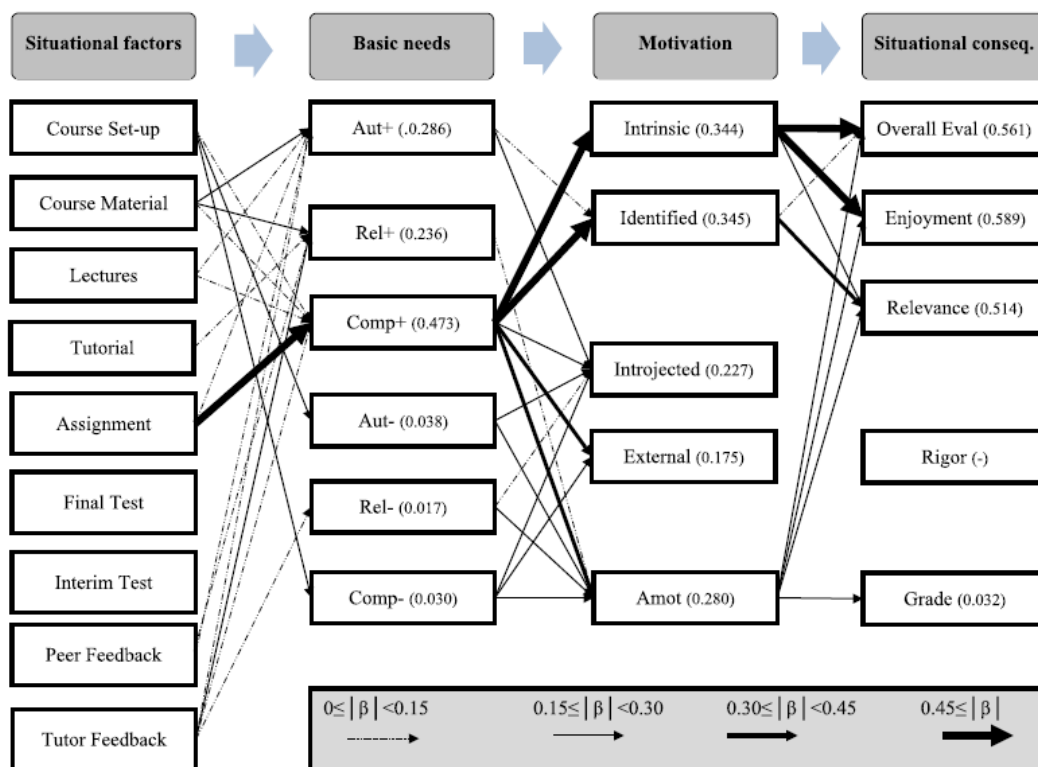 Situational factors
Basic needs
Motivation
Situational conseq.
Course Set-up
Course Material
Lectures
Tutorial
Assignment
Final Test
Interim Test
Peer Feedback
Tutor Feedback
Aut+ (.0.286)
Rel+ (0.236)
Comp+ (0.473)
Aut- (0.038)
Rel- (0.017)
Comp- (0.030)
Intrinsic (0.344)
Identified (0.345)
Introjected (0.227)
External (0.175)
Amot (0.280)
Overall Eval (0.561)
Enjoyment (0.589)
Relevance (0.514)
Rigor (-)
Grade (0.032)
0≤|β|<0.15
0.15≤|β|<0.30
0.30≤|β|<0.45
0.45≤|β|